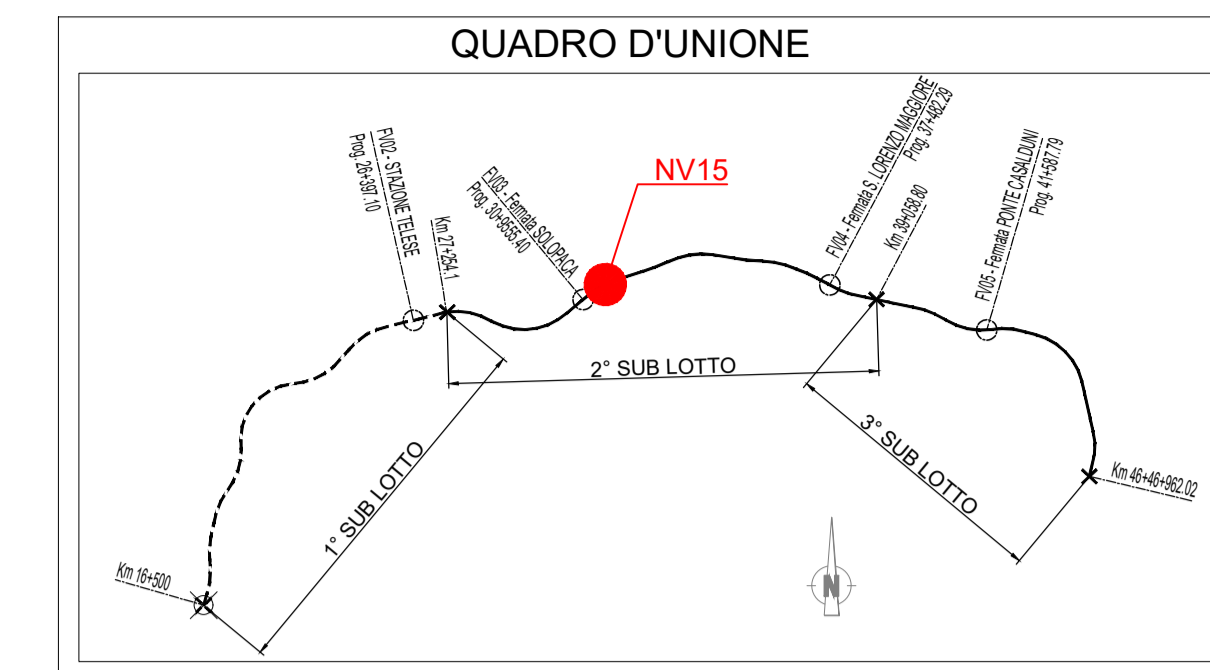 QUADRO D'UNIONE
FV02 - STAZIONE TELESE
Prog. 26+397.10
Km 27+254.1
FV03 - Fermata SOLOPACA
Prog. 30+9555.40
NV15
FV04 - Fermata S. LORENZO MAGGIORE
Prog. 37+482.29
Km 39+058.80
FV05 - Fermata PONTE CASALDUNI
Prog. 41+587.79
2° SUB LOTTO
1° SUB LOTTO
3° SUB LOTTO
Km 46+46+962.02
Km 16+500
N